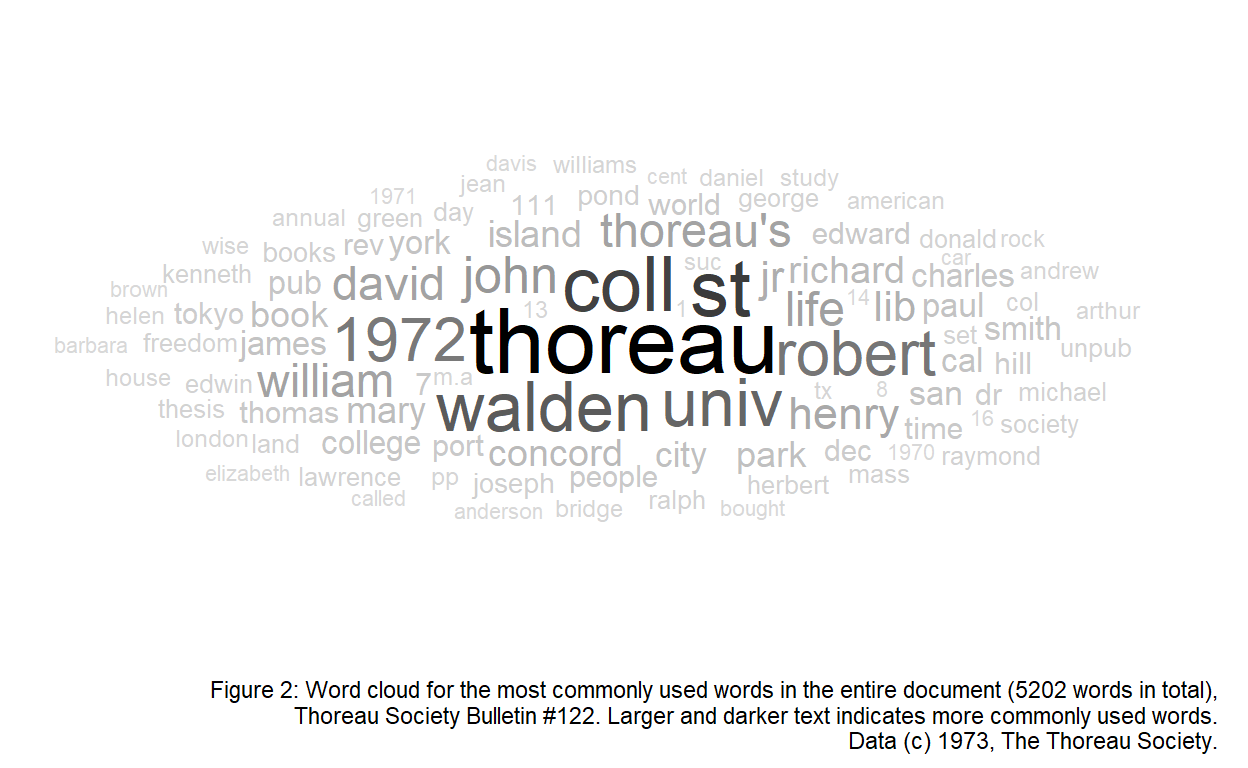 davis williams
jean cent daniel study
1971 111 pond world george american
annual green day
island thoreau's edward donald rock
wise books rev york
kenneth pub david john coll suc st jr richard charles car andrew
brown
helen tokyo book 13 1 life 14 lib paul col arthur
barbara freedom james 1972 thoreau robert set smith unpub
cal hill
house edwin william 7 m.a tx 8 san dr michael
thesis thomas mary walden univ henry time 16 society
london land college port concord city park dec 1970 raymond
elizabeth lawrence pp joseph people herbert mass
called anderson bridge ralph bought
Figure 2: Word cloud for the most commonly used words in the entire document (5202 words in total),
Thoreau Society Bulletin #122. Larger and darker text indicates more commonly used words.
Data (c) 1973, The Thoreau Society.